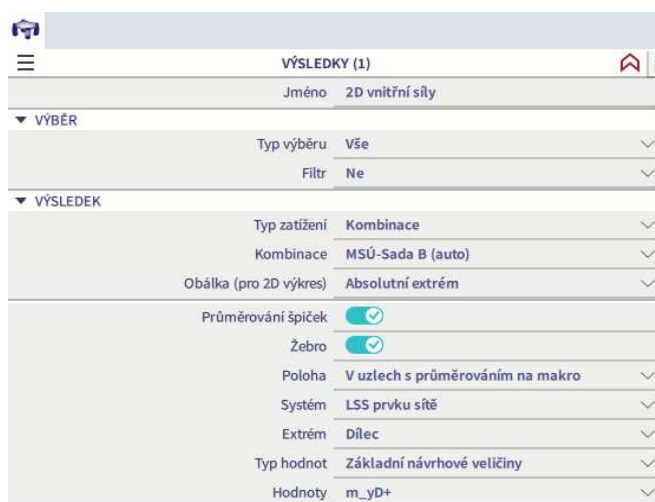 VÝSLEDKY (1)
Jméno 2D vnitřní síly
VÝBĚR
Typ výběru Vše
Filtr Ne
VÝSLEDEK
Typ zatížení Kombinace
Kombinace MSÚ-Sada B (auto)
Obálka (pro 2D výkres) Absolutní extrém
Průměrování špiček
Žebro
Poloha V uzlech s průměrováním na makro
Systém LSS prvku sítě
Extrém Dílec
Typ hodnot Základní návrhové veličiny
Hodnoty m_yD+